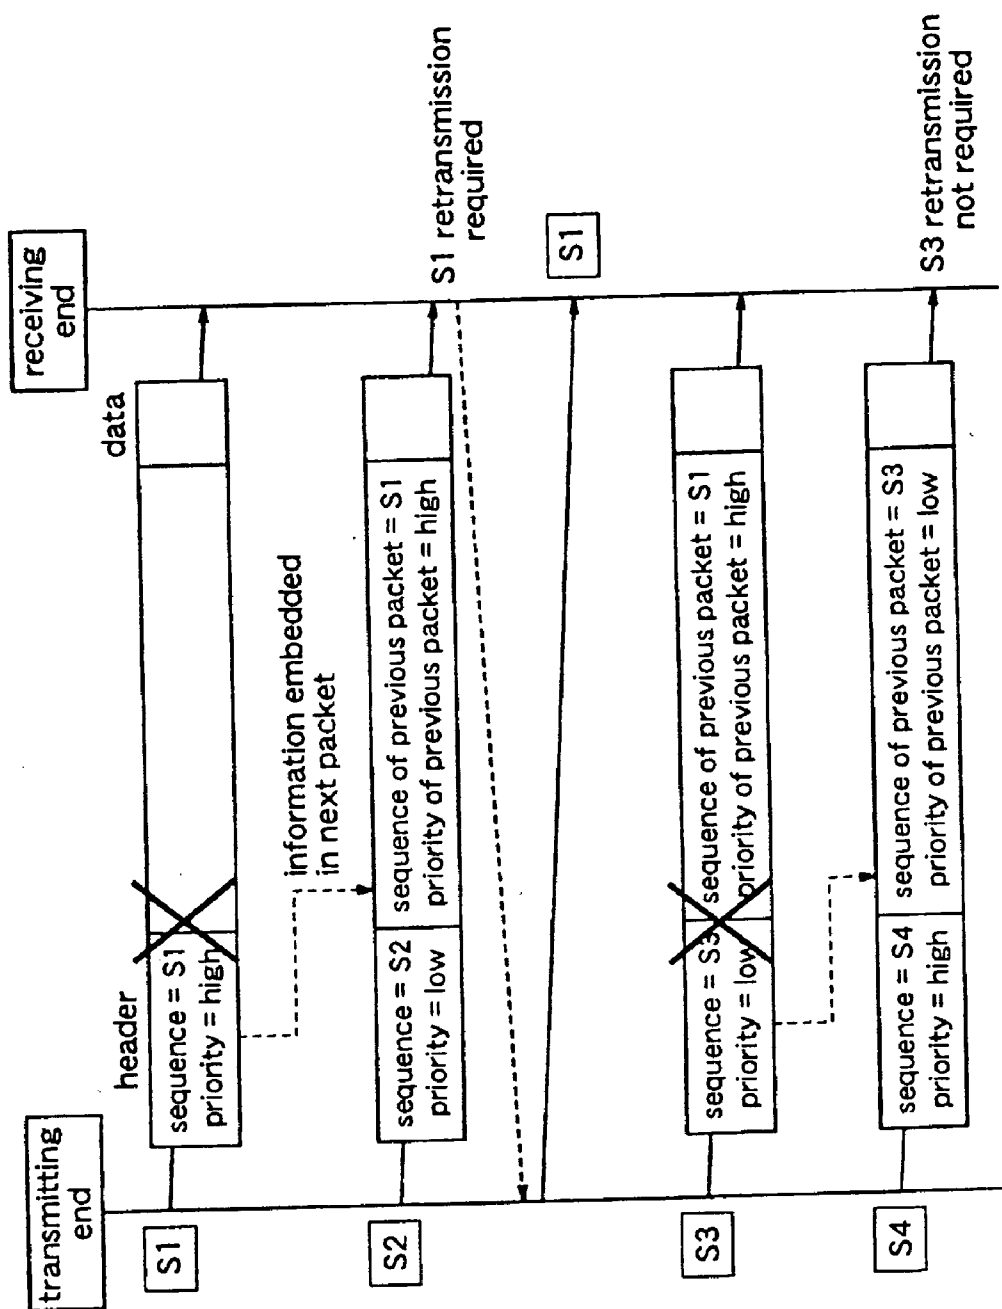 transmitting
end
receiving
end
header
data
S1
sequence = S1
priority = high
information embedded
in next packet
S2
sequence = S2
priority = low
sequence of previous packet = S1
priority of previous packet = high
S1 retransmission
required
S1
S3
sequence = S3
priority = low
sequence of previous packet = S1
priority of previous packet = high
S4
sequence = S4
priority = high
sequence of previous packet = S3
priority of previous packet = low
S3 retransmission
not required